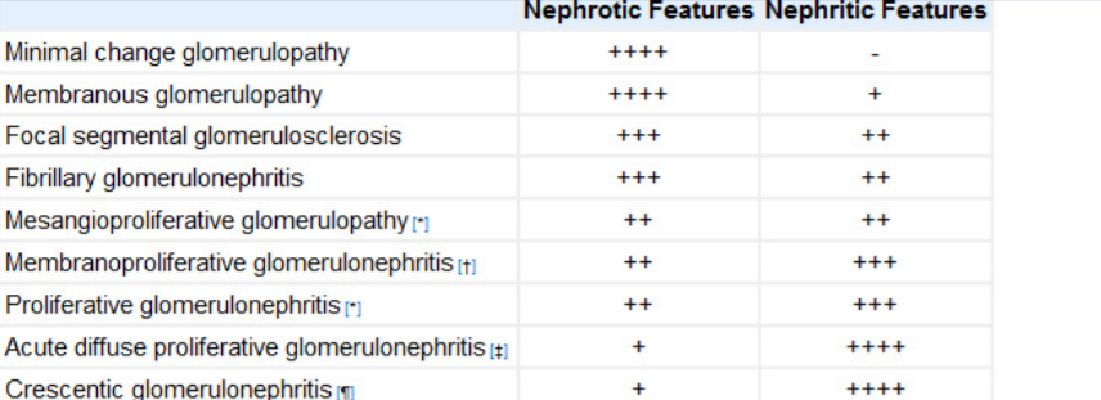 Nephrotic Features Nephritic Features
Minimal change glomerulopathy ++++ -
Membranous glomerulopathy ++++ +
Focal segmental glomerulosclerosis +++ ++
Fibrillary glomerulonephritis +++ ++
Mesangioproliferative glomerulopathy [*] ++ ++
Membranoproliferative glomerulonephritis [†] ++ +++
Proliferative glomerulonephritis [*] ++ +++
Acute diffuse proliferative glomerulonephritis [‡] + ++++
Crescentic glomerulonephritis [¶] + ++++